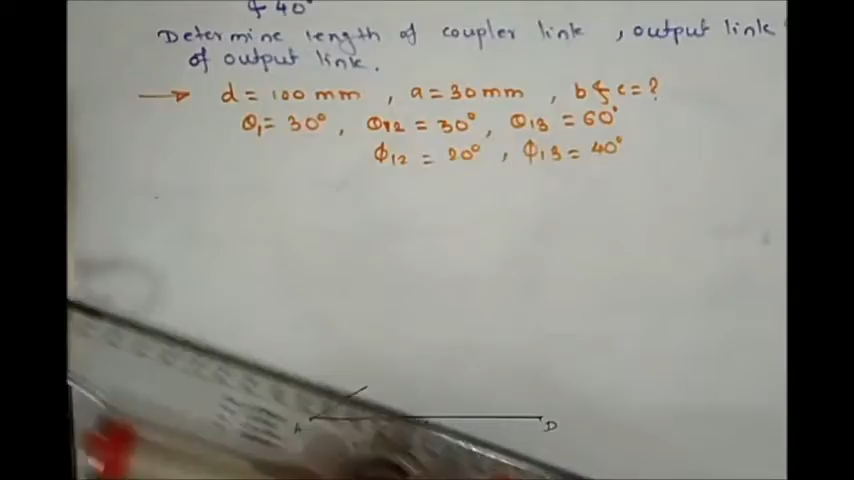 & 40°
Determine length of coupler link , output link
of output link.
→ d = 100 mm , a = 30 mm , b & c = ?
θ1 = 30° , θ12 = 30° , θ13 = 60°
φ12 = 20° , φ13 = 40°
A D